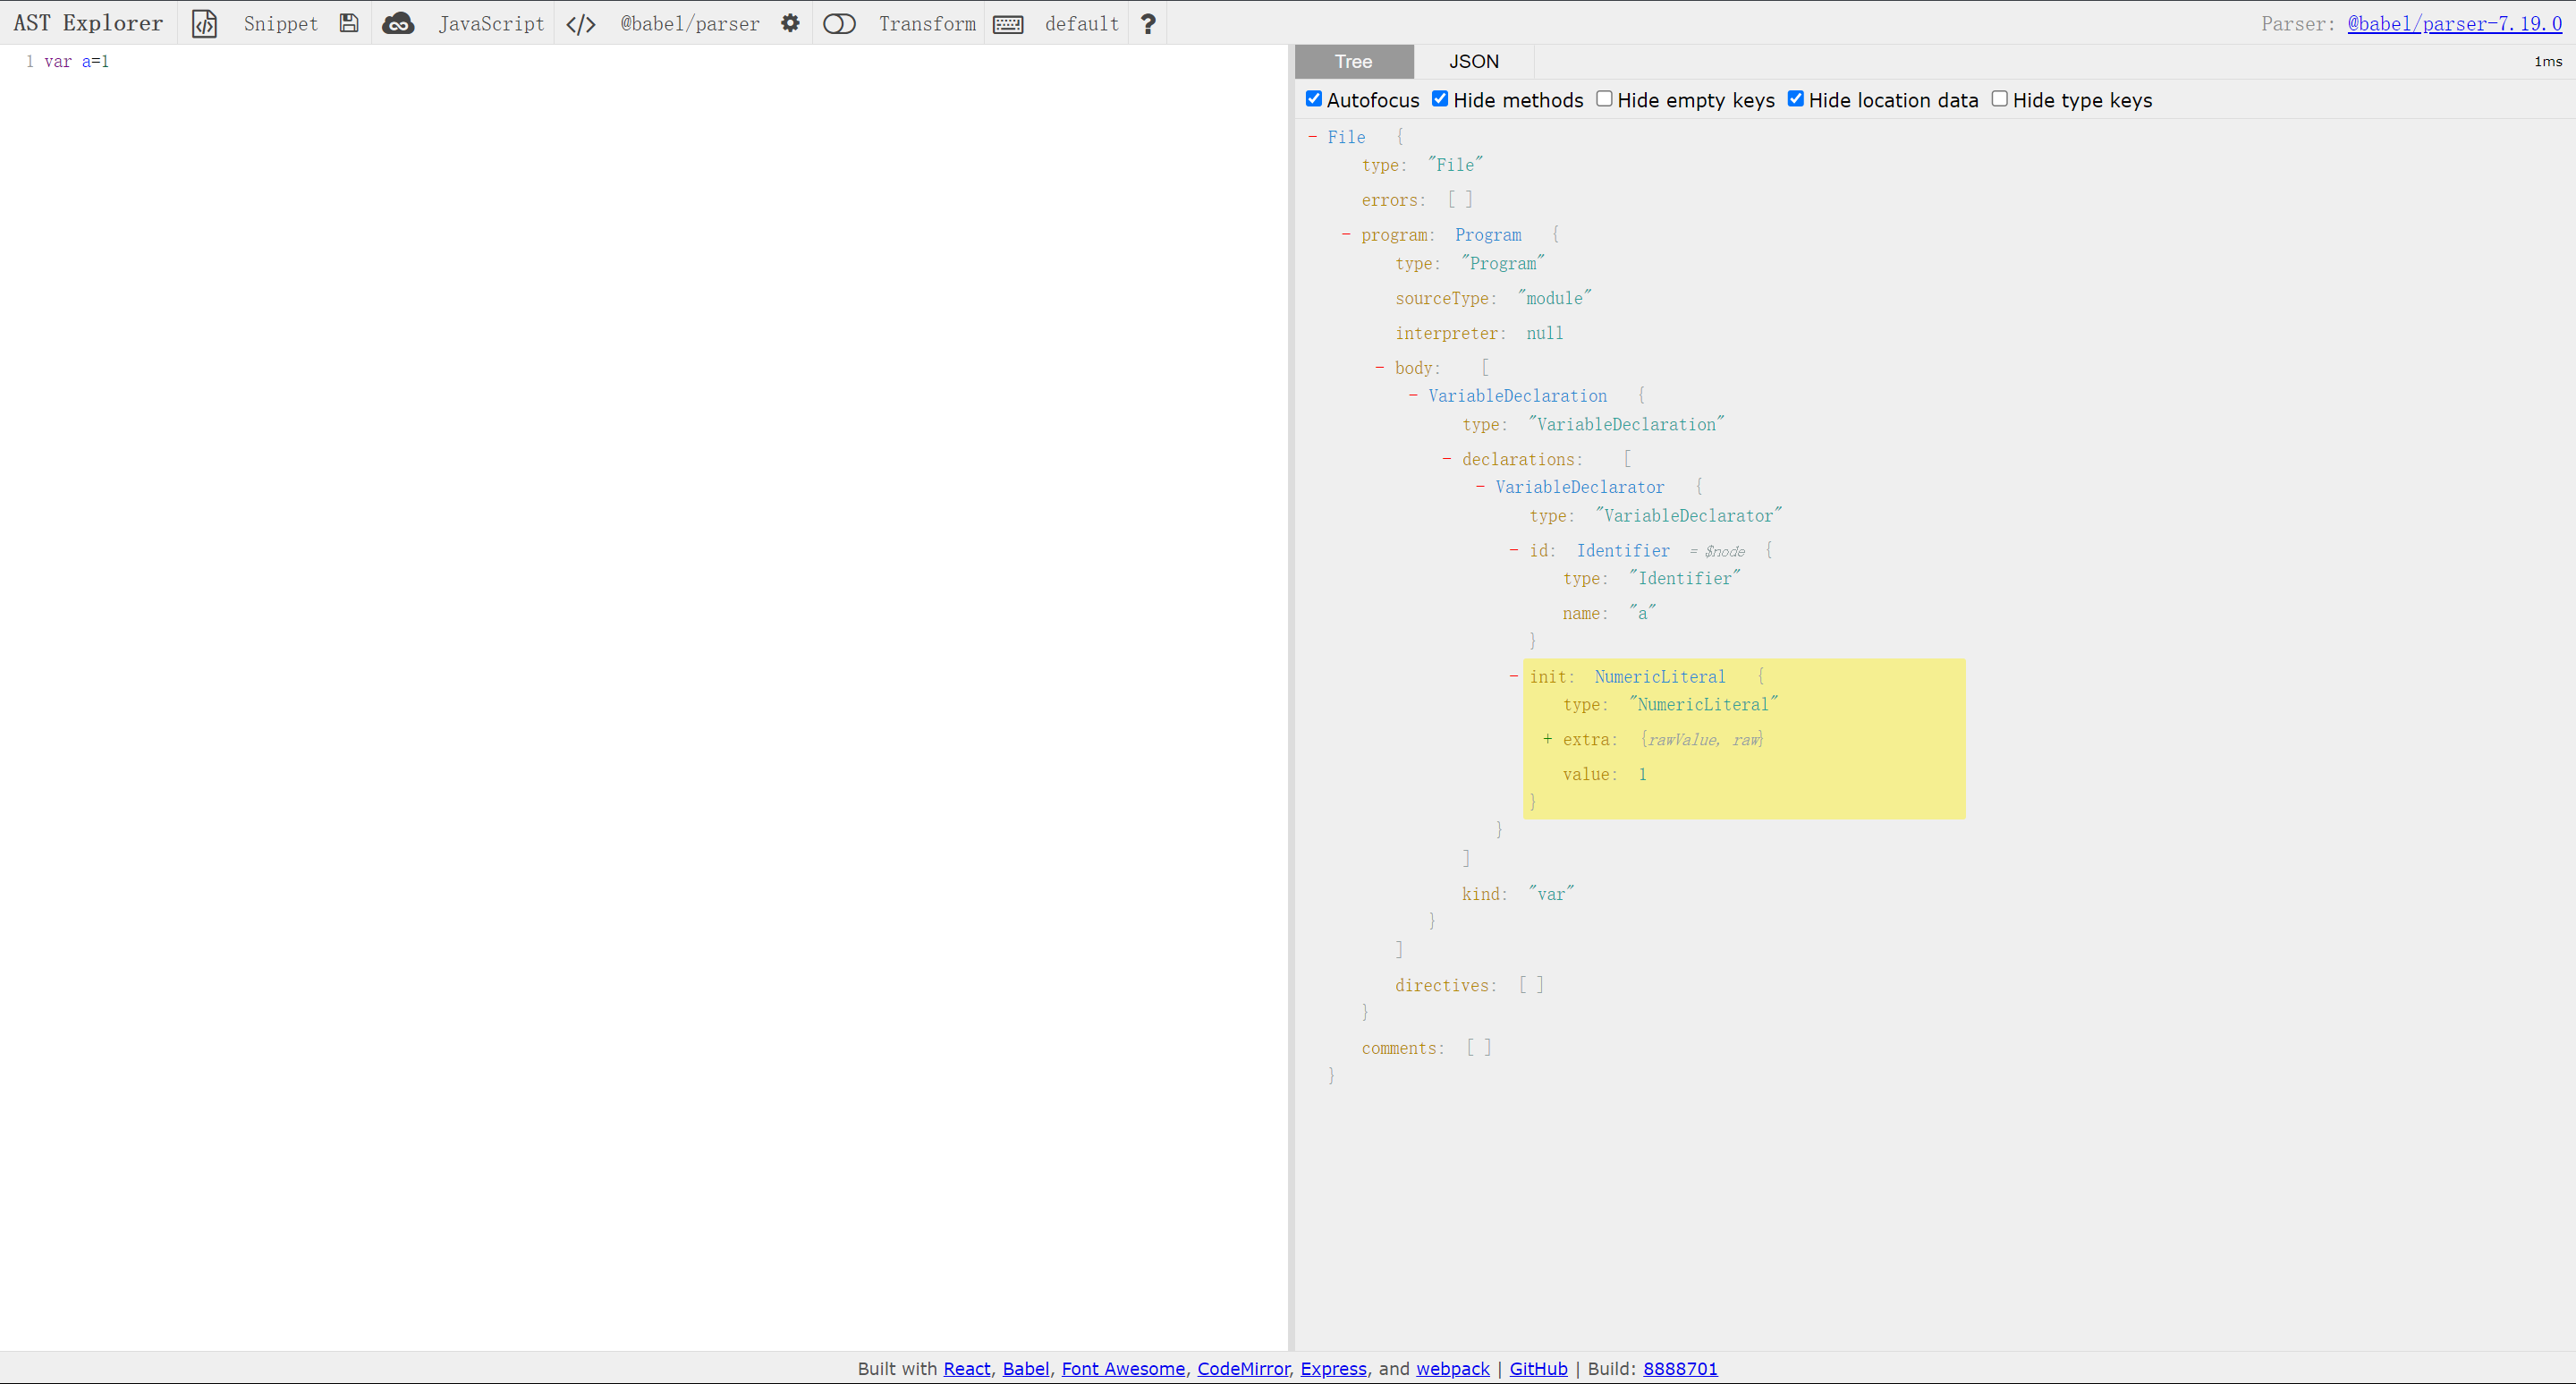 AST Explorer Snippet JavaScript </> @babel/parser Transform default ? Parser: @babel/parser-7.19.0
1 var a=1
Tree JSON 1ms
Autofocus Hide methods Hide empty keys Hide location data Hide type keys
- File {
type: "File"
errors: [ ]
- program: Program {
type: "Program"
sourceType: "module"
interpreter: null
- body: [
- VariableDeclaration {
type: "VariableDeclaration"
- declarations: [
- VariableDeclarator {
type: "VariableDeclarator"
- id: Identifier = $node {
type: "Identifier"
name: "a"
}
- init: NumericLiteral {
type: "NumericLiteral"
+ extra: {rawValue, raw}
value: 1
}
}
]
kind: "var"
}
]
directives: [ ]
}
comments: [ ]
}
Built with React, Babel, Font Awesome, CodeMirror, Express, and webpack | GitHub | Build: 8888701